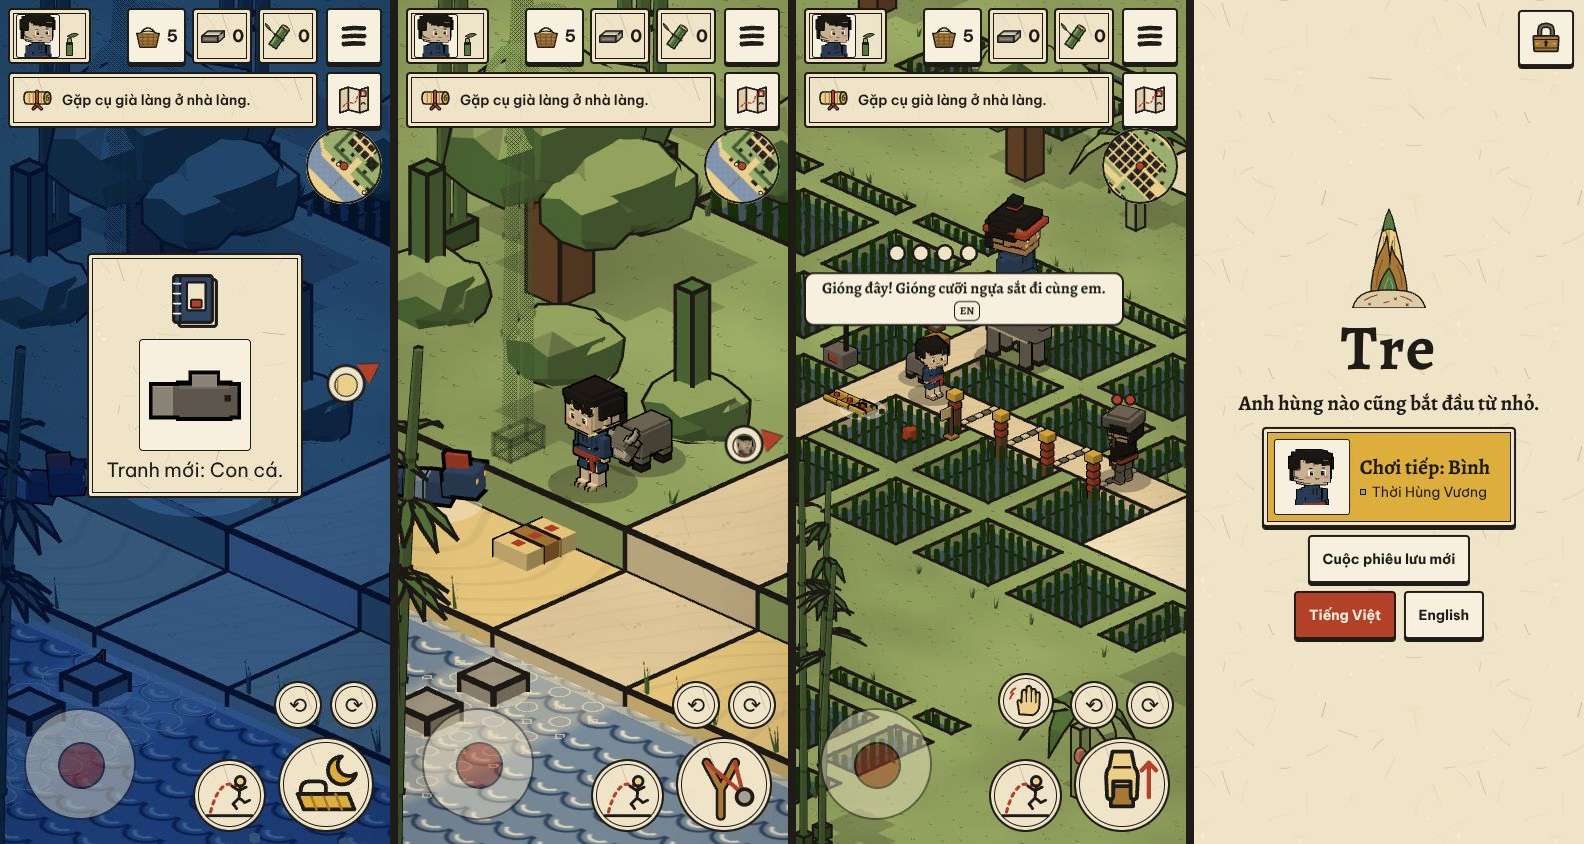 5
0
0
Gặp cụ già làng ở nhà làng.
Tranh mới: Con cá.
5
0
0
Gặp cụ già làng ở nhà làng.
5
0
0
Gặp cụ già làng ở nhà làng.
Gióng đây! Gióng cưỡi ngựa sắt đi cùng em.
EN
Tre
Anh hùng nào cũng bắt đầu từ nhỏ.
Chơi tiếp: Bình
Thời Hùng Vương
Cuộc phiêu lưu mới
Tiếng Việt
English